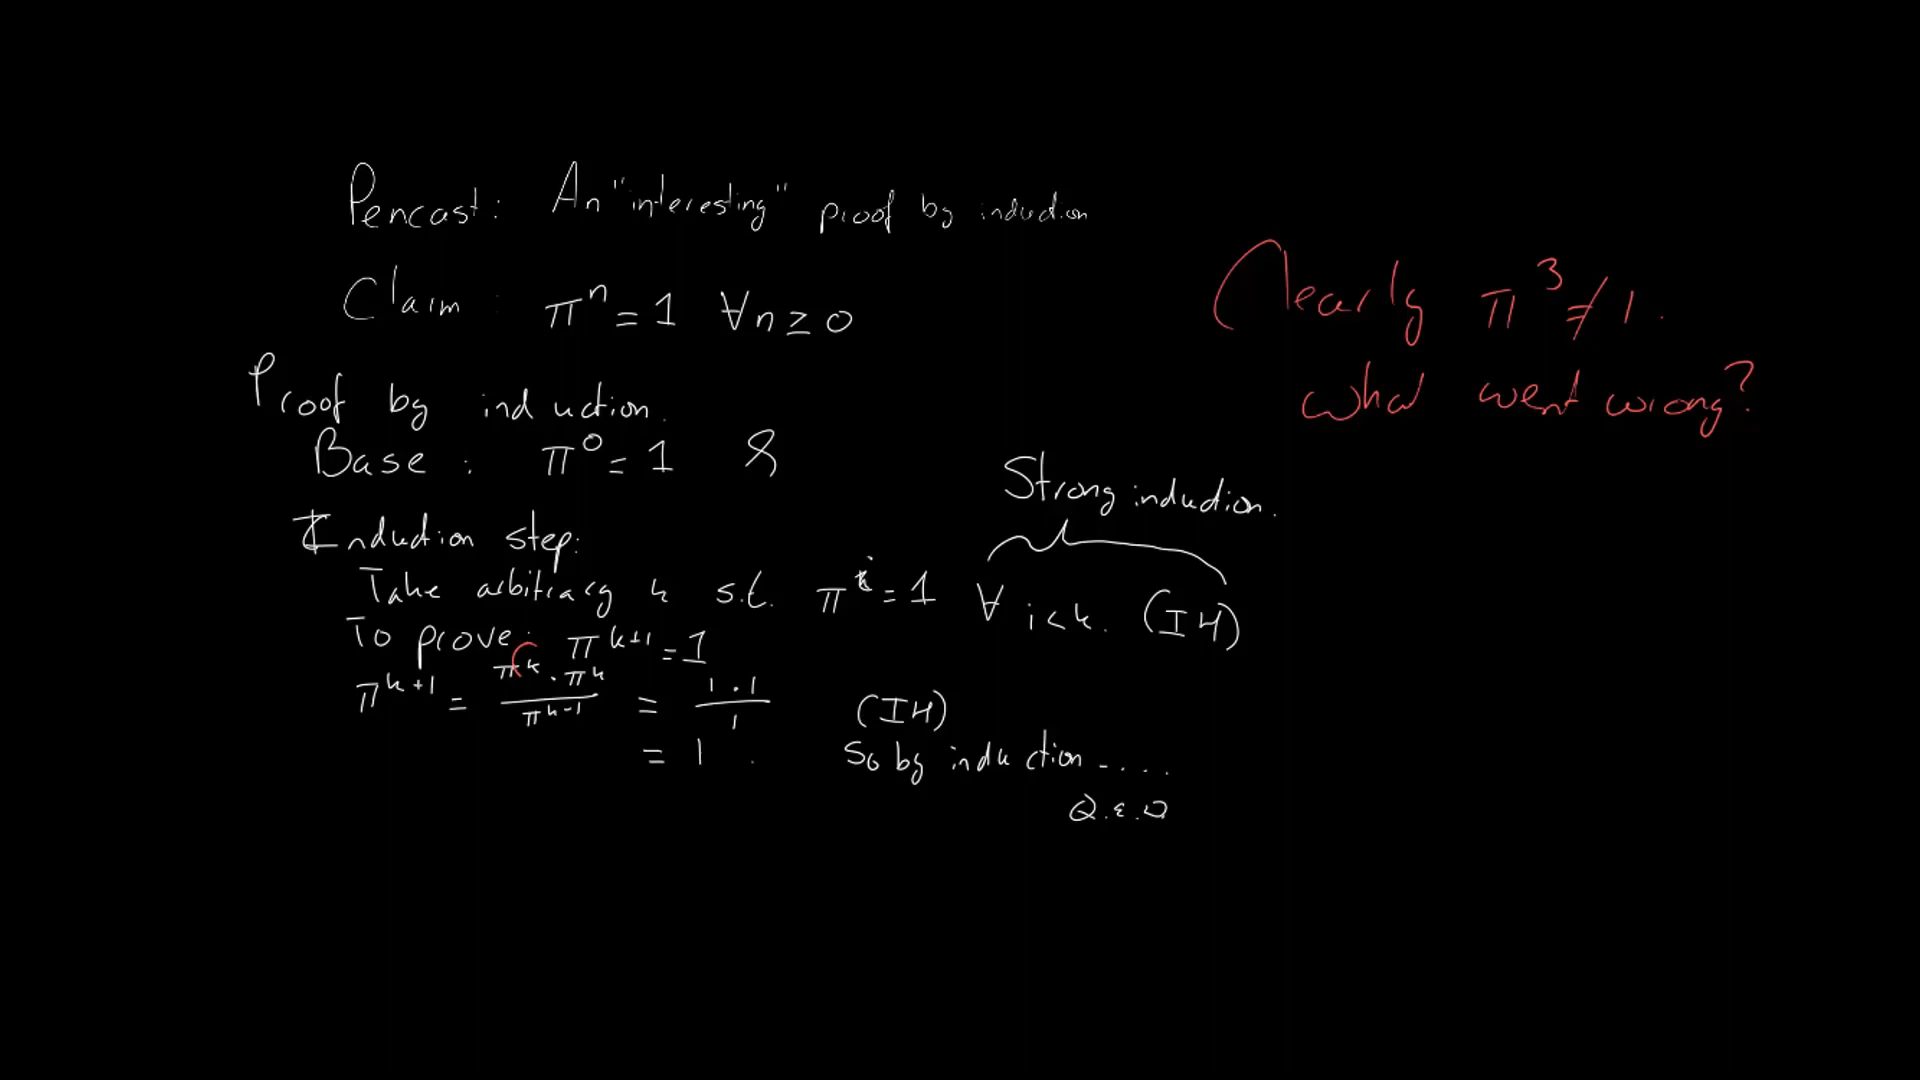 Pencast: An "interesting" proof by induction
Claim: π^n = 1 ∀n ≥ 0
Clearly π^3 ≠ 1.
what went wrong?
Proof by induction.
Base: π^0 = 1
Strong induction.
Induction step:
Take arbitrary k s.t. π^i = 1 ∀ i<k. (IH)
To prove: π^{k+1} = 1
π^{k+1} = \frac{π^k · π^k}{π^{k-1}} = \frac{1 · 1}{1} (IH)
= 1. So by induction ....
Q.E.D